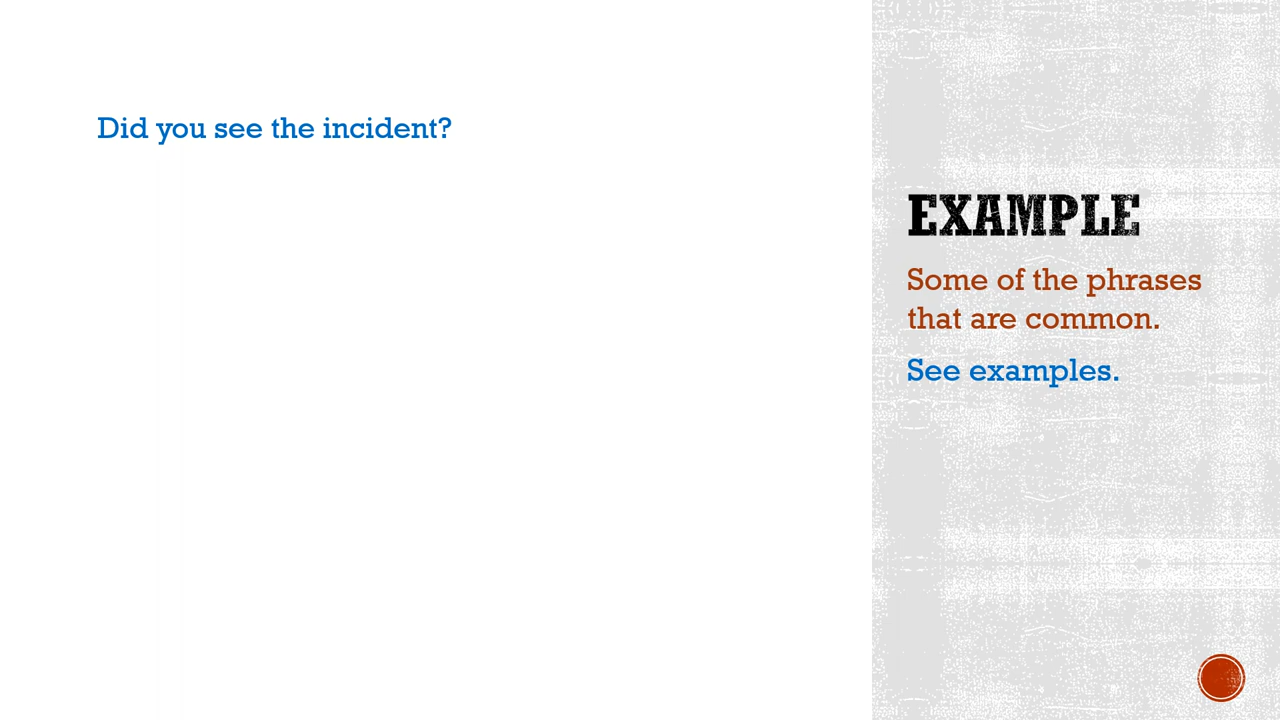 Did you see the incident?
EXAMPLE
Some of the phrases
that are common.
See examples.